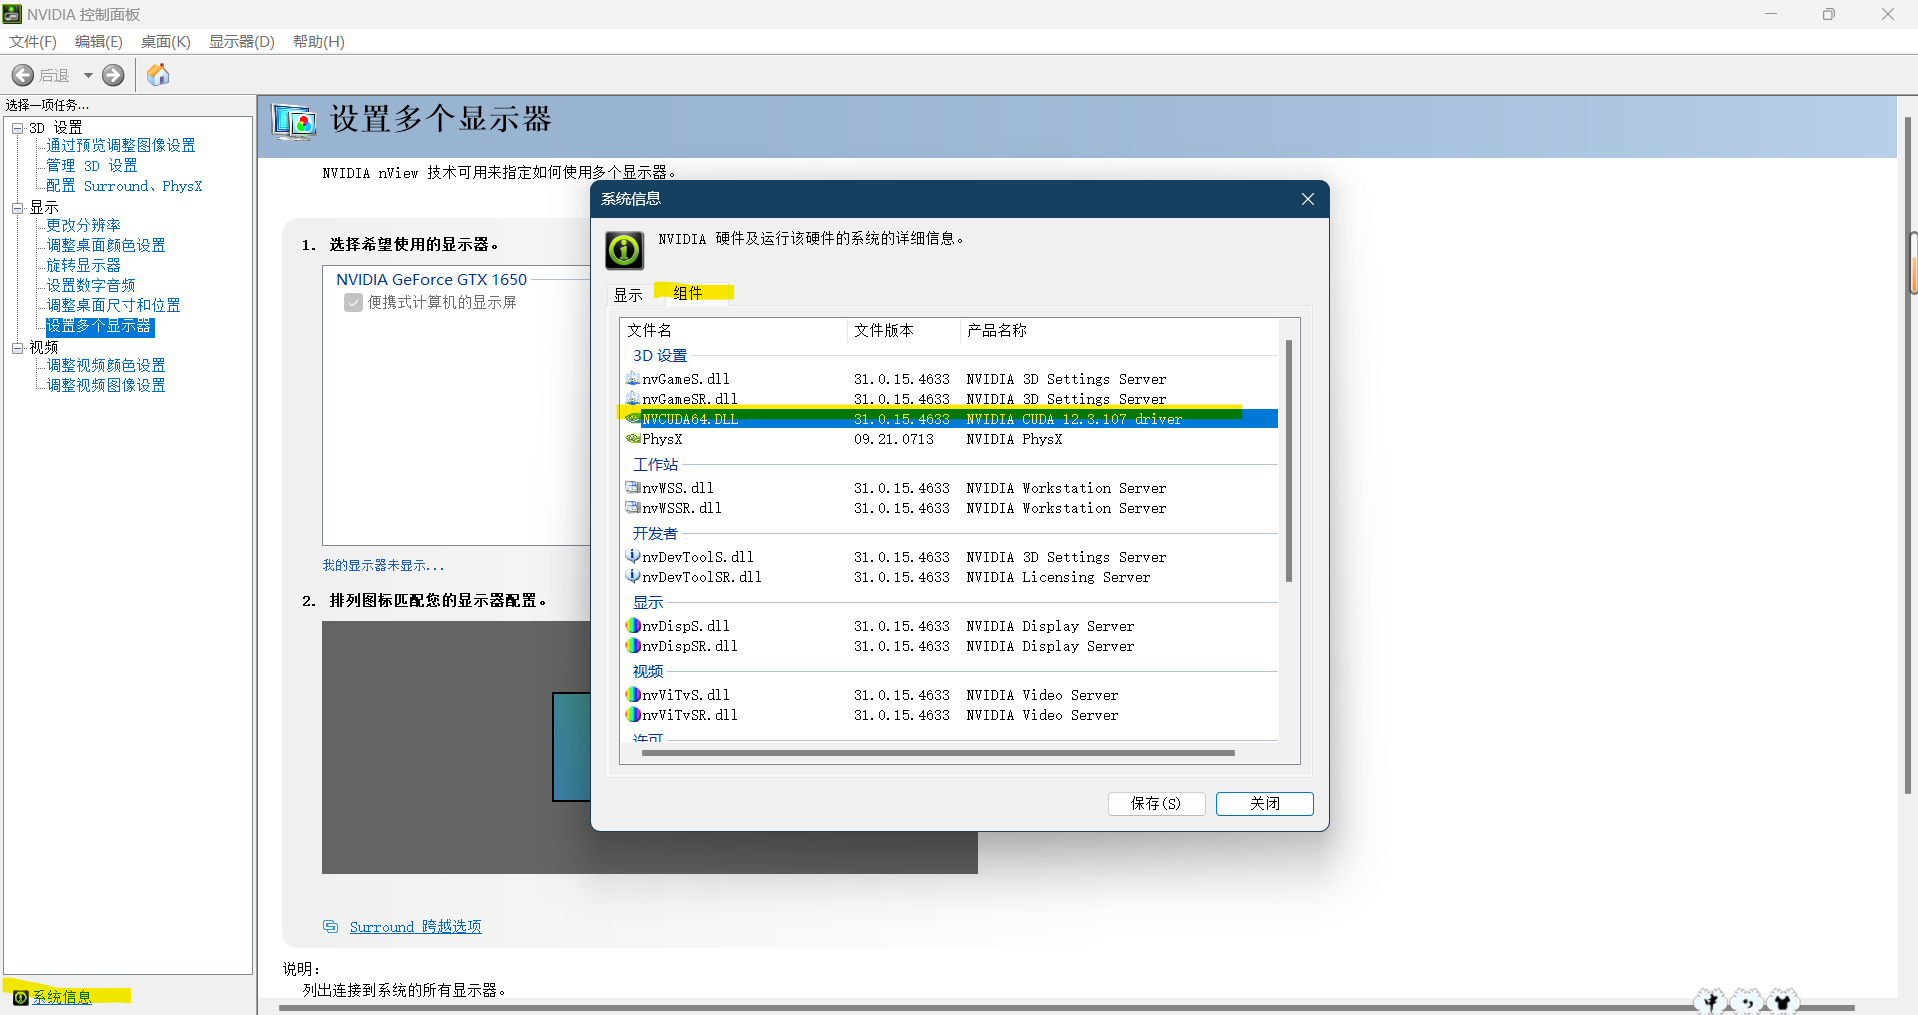 NVIDIA 控制面板
文件(F) 编辑(E) 桌面(K) 显示器(D) 帮助(H)
后退
选择一项任务...
3D 设置
通过预览调整图像设置
管理 3D 设置
配置 Surround、PhysX
显示
更改分辨率
调整桌面颜色设置
旋转显示器
设置数字音频
调整桌面尺寸和位置
设置多个显示器
视频
调整视频颜色设置
调整视频图像设置
系统信息
设置多个显示器
NVIDIA nView 技术可用来指定如何使用多个显示器。
1. 选择希望使用的显示器。
NVIDIA GeForce GTX 1650
便携式计算机的显示屏
我的显示器未显示...
2. 排列图标匹配您的显示器配置。
Surround 跨越选项
说明：
列出连接到系统的所有显示器。
系统信息
NVIDIA 硬件及运行该硬件的系统的详细信息。
显示 组件
文件名 文件版本 产品名称
3D 设置
nvGameS.dll 31.0.15.4633 NVIDIA 3D Settings Server
nvGameSR.dll 31.0.15.4633 NVIDIA 3D Settings Server
NVCUDA64.DLL 31.0.15.4633 NVIDIA CUDA 12.3.107 driver
PhysX 09.21.0713 NVIDIA PhysX
工作站
nvWSS.dll 31.0.15.4633 NVIDIA Workstation Server
nvWSSR.dll 31.0.15.4633 NVIDIA Workstation Server
开发者
nvDevToolS.dll 31.0.15.4633 NVIDIA 3D Settings Server
nvDevToolSR.dll 31.0.15.4633 NVIDIA Licensing Server
显示
nvDispS.dll 31.0.15.4633 NVIDIA Display Server
nvDispSR.dll 31.0.15.4633 NVIDIA Display Server
视频
nvViTvS.dll 31.0.15.4633 NVIDIA Video Server
nvViTvSR.dll 31.0.15.4633 NVIDIA Video Server
许可
保存(S) 关闭
中